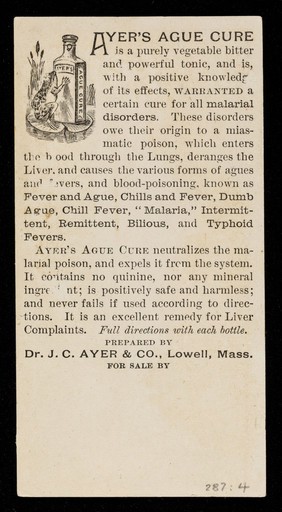 AYER'S AGUE CURE
is a purely vegetable bitter
and powerful tonic, and is,
with a positive knowledg
of its effects, WARRANTED a
certain cure for all malarial
disorders. These disorders
owe their origin to a mias-
matic poison, which enters
the b ood through the Lungs, deranges the
Liver, and causes the various forms of agues
and evers, and blood-poisoning, known as
Fever and Ague, Chills and Fever, Dumb
Ague, Chill Fever, "Malaria," Intermit-
tent, Remittent, Bilious, and Typhoid
Fevers.
AYER'S AGUE CURE neutralizes the ma-
larial poison, and expels it from the system.
It contains no quinine, nor any mineral
ingre nt; is positively safe and harmless;
and never fails if used according to direc-
tions. It is an excellent remedy for Liver
Complaints. Full directions with each bottle.
PREPARED BY
Dr. J. C. AYER & CO., Lowell, Mass.
FOR SALE BY
287:4